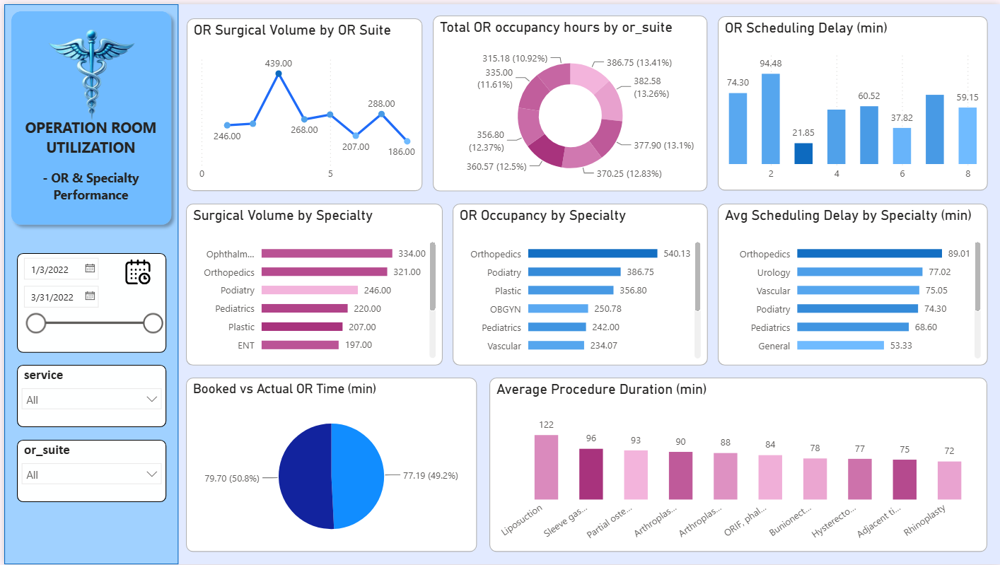 OPERATION ROOM
UTILIZATION
- OR & Specialty
Performance
1/3/2022
3/31/2022
service
All
or_suite
All
OR Surgical Volume by OR Suite
439.00
246.00
268.00
288.00
207.00
186.00
0
5
Total OR occupancy hours by or_suite
386.75 (13.41%)
382.58
(13.26%)
377.90 (13.1%)
370.25 (12.83%)
360.57 (12.5%)
356.80
(12.37%)
335.00
(11.61%)
315.18 (10.92%)
OR Scheduling Delay (min)
74.30
94.48
21.85
60.52
37.82
59.15
2
4
6
8
Surgical Volume by Specialty
Ophthalm... 334.00
Orthopedics 321.00
Podiatry 246.00
Pediatrics 220.00
Plastic 207.00
ENT 197.00
OR Occupancy by Specialty
Orthopedics 540.13
Podiatry 386.75
Plastic 356.80
OBGYN 250.78
Pediatrics 242.00
Vascular 234.07
Avg Scheduling Delay by Specialty (min)
Orthopedics 89.01
Urology 77.02
Vascular 75.05
Podiatry 74.30
Pediatrics 68.60
General 53.33
Booked vs Actual OR Time (min)
79.70 (50.8%)
77.19 (49.2%)
Average Procedure Duration (min)
122
96
93
90
88
84
78
77
75
72
Liposuction
Sleeve gas...
Partial oste...
Arthroplas...
Arthroplas...
ORIF, phal...
Bunionect...
Hysterecto...
Adjacent ti...
Rhinoplasty